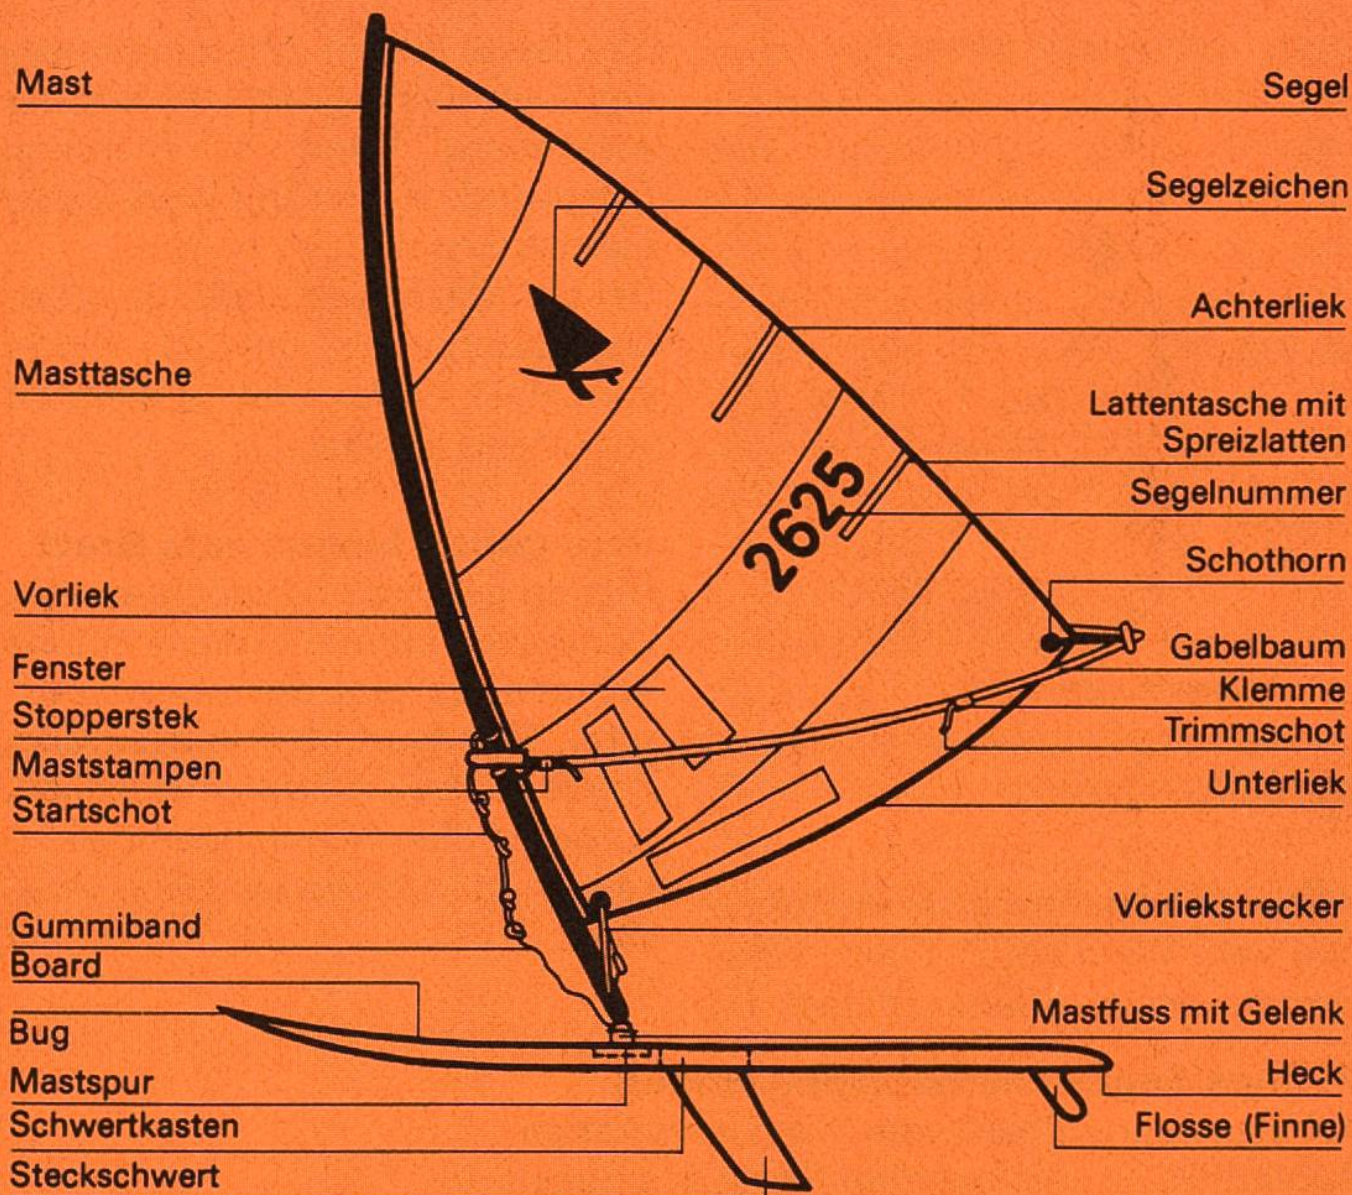 Mast
Masttasche
Vorliek
Fenster
Stopperstek
Maststampen
Startschot
Gummiband
Board
Bug
Mastspur
Schwertkasten
Steckschwert
2625
Segel
Segelzeichen
Achterliek
Lattentasche mit
Spreizlatten
Segelnummer
Schothorn
Gabelbaum
Klemme
Trimmschot
Unterliek
Vorliekstrecker
Mastfuss mit Gelenk
Heck
Flosse (Finne)